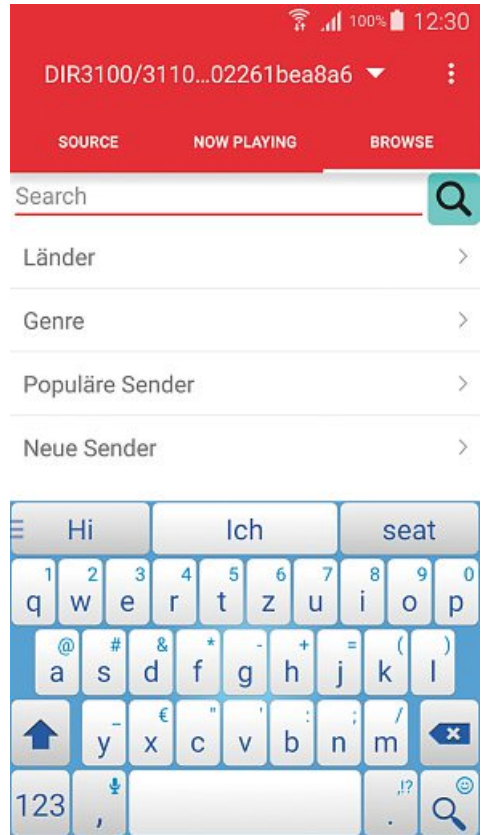 100% 12:30
DIR3100/3110...02261bea8a6
SOURCE NOW PLAYING BROWSE
Search
Länder
Genre
Populäre Sender
Neue Sender
Hi Ich seat
1 2 3 4 5 6 7 8 9 0
q w e r t z u i o p
@ # & * - + = ( )
a s d f g h j k l
_ € " ' : ; /
y x c v b n m
123 , . ,!?